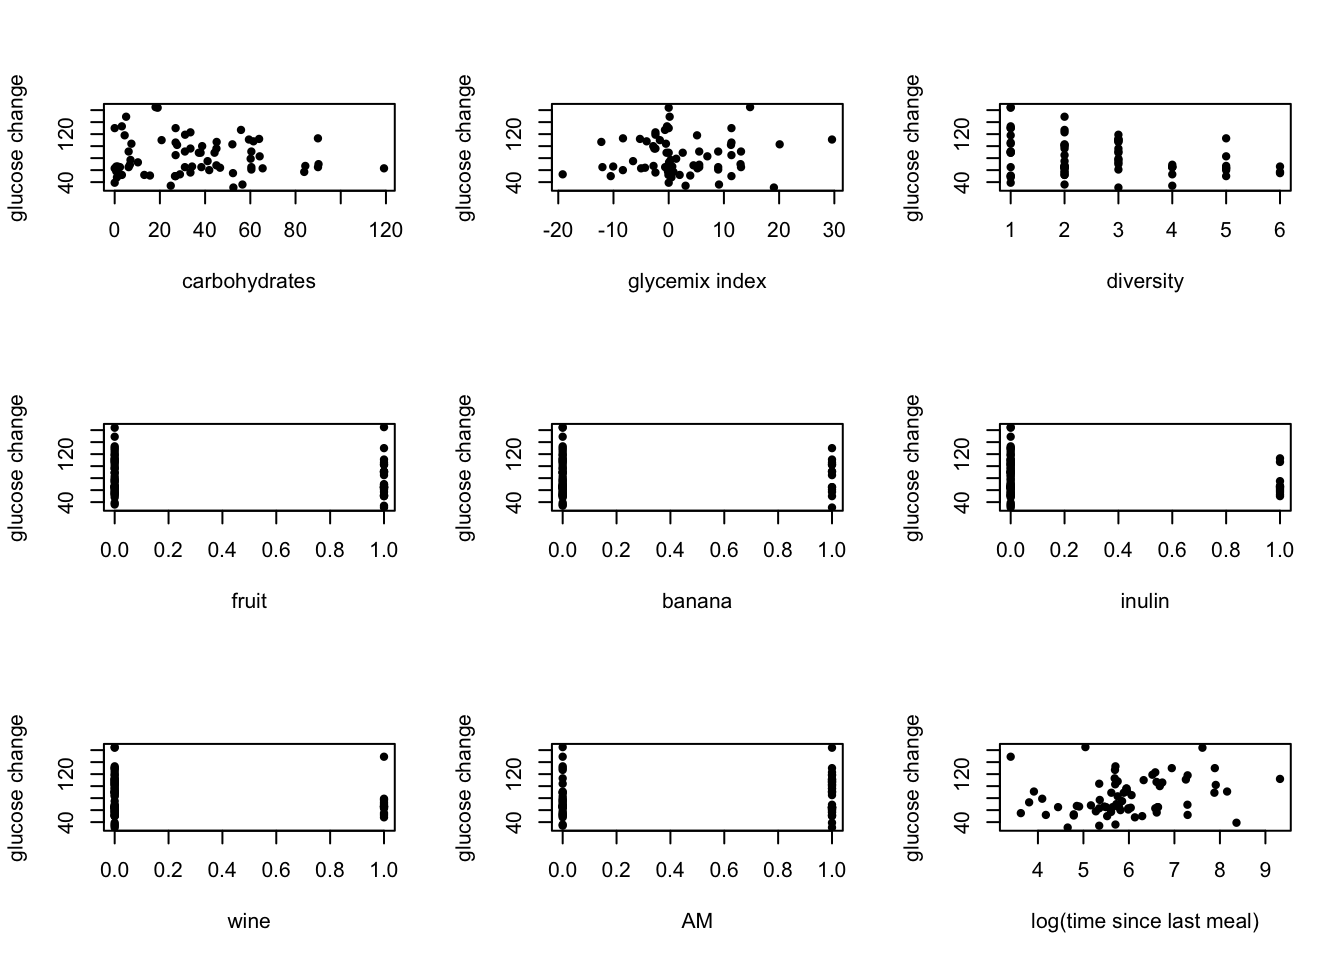 glucose change
120
40
0 20 40 60 80 120
carbohydrates
glucose change
120
40
-20 -10 0 10 20 30
glycemix index
glucose change
120
40
1 2 3 4 5 6
diversity
glucose change
120
40
0.0 0.2 0.4 0.6 0.8 1.0
fruit
glucose change
120
40
0.0 0.2 0.4 0.6 0.8 1.0
banana
glucose change
120
40
0.0 0.2 0.4 0.6 0.8 1.0
inulin
glucose change
120
40
0.0 0.2 0.4 0.6 0.8 1.0
wine
glucose change
120
40
0.0 0.2 0.4 0.6 0.8 1.0
AM
glucose change
120
40
4 5 6 7 8 9
log(time since last meal)